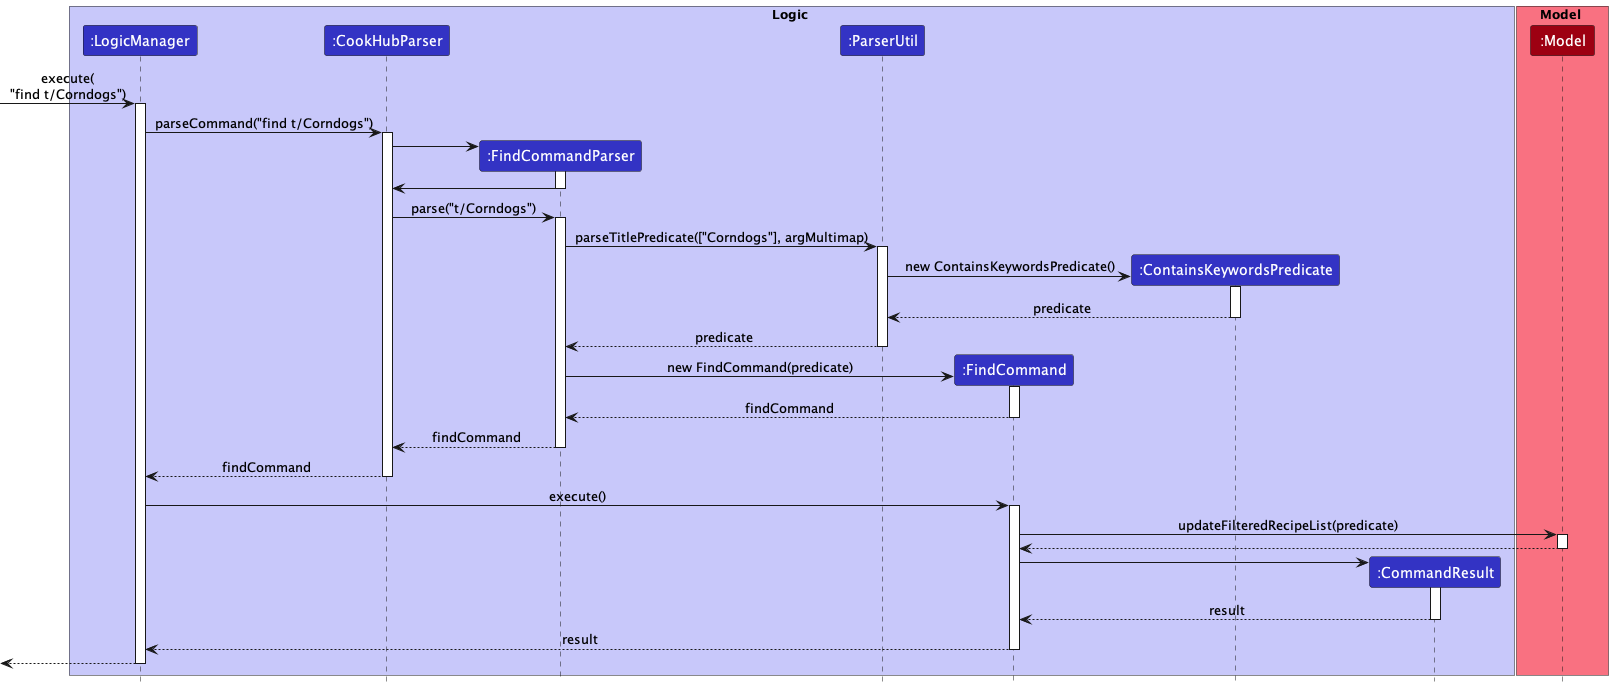 Logic
Model
:LogicManager
:CookHubParser
:ParserUtil
:Model
execute(
"find t/Corndogs")
parseCommand("find t/Corndogs")
:FindCommandParser
parse("t/Corndogs")
parseTitlePredicate(["Corndogs"], argMultimap)
new ContainsKeywordsPredicate()
:ContainsKeywordsPredicate
predicate
predicate
new FindCommand(predicate)
:FindCommand
findCommand
findCommand
findCommand
execute()
updateFilteredRecipeList(predicate)
:CommandResult
result
result